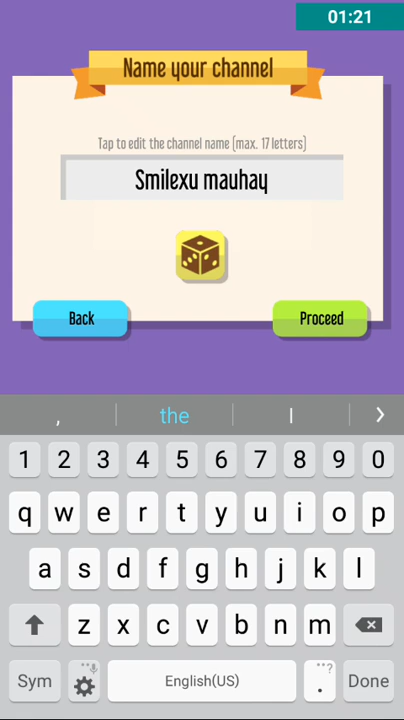 01:21
Name your channel
Tap to edit the channel name (max. 17 letters)
Smilexu mauhay
Back
Proceed
, the I >
1 2 3 4 5 6 7 8 9 0
q w e r t y u i o p
a s d f g h j k l
z x c v b n m
Sym English(US) . ? Done